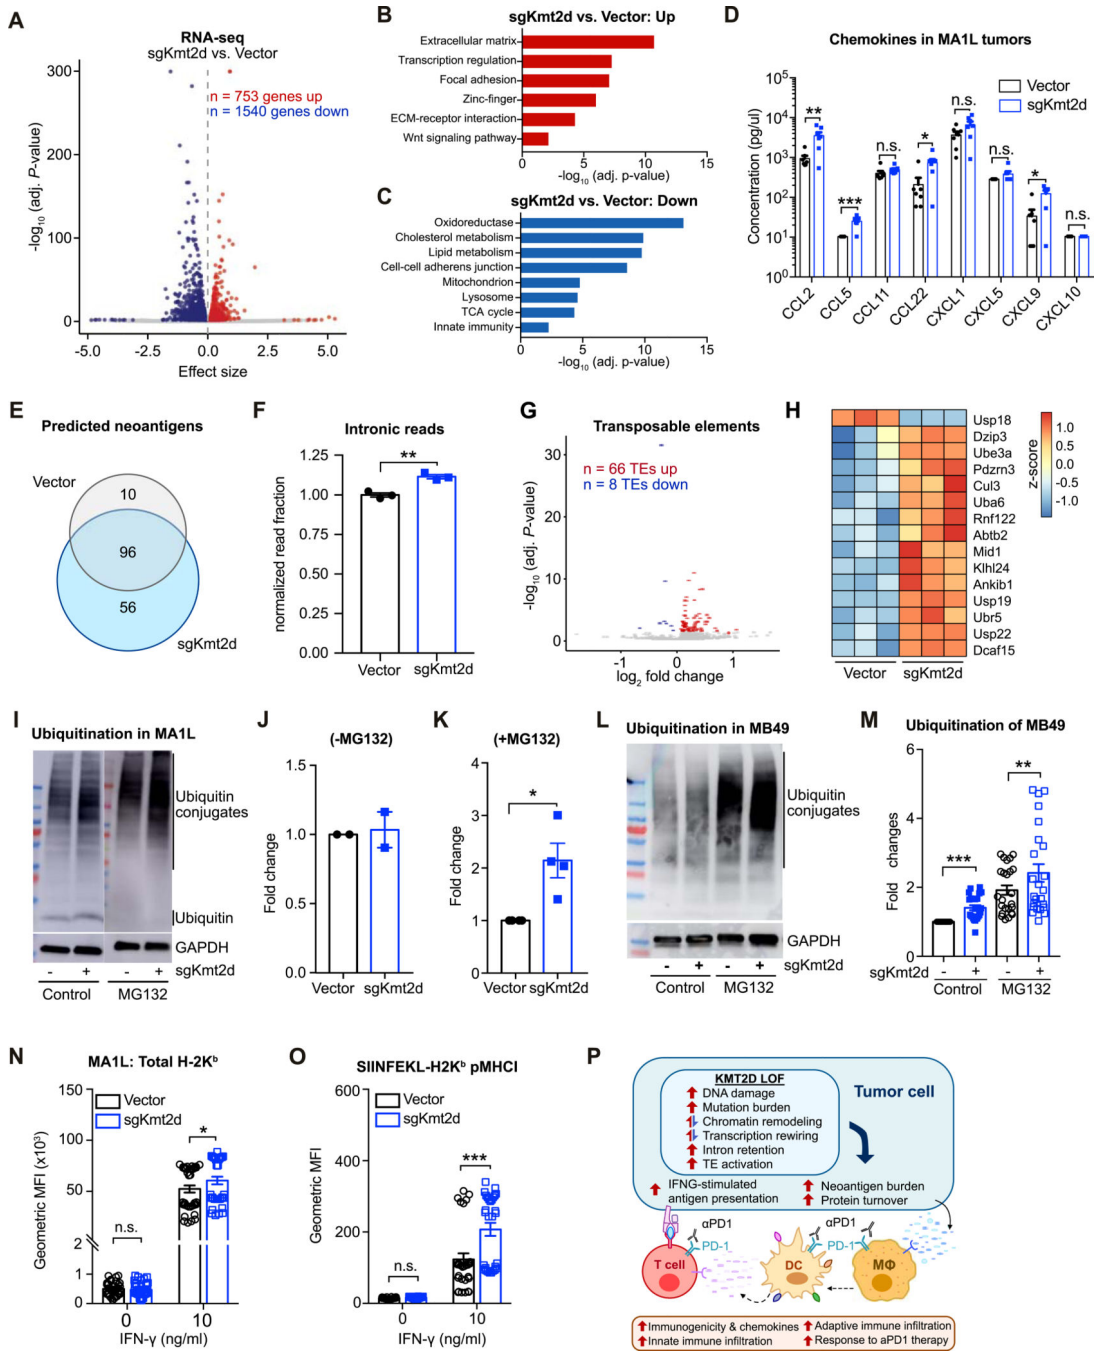 A
RNA-seq
sgKmt2d vs. Vector
n = 753 genes up
n = 1540 genes down
-log10 (adj. P-value)
300
200
100
0
-5.0 -2.5 0.0 2.5 5.0
Effect size
B
sgKmt2d vs. Vector: Up
Extracellular matrix
Transcription regulation
Focal adhesion
Zinc-finger
ECM-receptor interaction
Wnt signaling pathway
0 5 10 15
-log10 (adj. p-value)
C
sgKmt2d vs. Vector: Down
Oxidoreductase
Cholesterol metabolism
Lipid metabolism
Cell-cell adherens junction
Mitochondrion
Lysosome
TCA cycle
Innate immunity
0 5 10 15
-log10 (adj. p-value)
D
Chemokines in MA1L tumors
Vector
sgKmt2d
Concentration (pg/ul)
10^5
10^4
10^3
10^2
10^1
10^0
** *** n.s. * n.s. n.s. * n.s.
CCL2 CCL5 CCL11 CCL22 CXCL1 CXCL5 CXCL9 CXCL10
E
Predicted neoantigens
Vector
10
96
56
sgKmt2d
F
Intronic reads
**
normalized read fraction
1.25
1.00
0.75
0.50
0.25
0.00
Vector sgKmt2d
G
Transposable elements
n = 66 TEs up
n = 8 TEs down
-log10 (adj. P-value)
30
20
10
0
-1 0 1
log2 fold change
H
Usp18
Dzip3
Ube3a
Pdzrn3
Cul3
Uba6
Rnf122
Abtb2
Mid1
Klhl24
Ankib1
Usp19
Ubr5
Usp22
Dcaf15
Vector sgKmt2d
z-score
1.0
0.5
0.0
-0.5
-1.0
I
Ubiquitination in MA1L
Ubiquitin
conjugates
Ubiquitin
GAPDH
- + - + sgKmt2d
Control MG132
J
(-MG132)
Fold change
1.5
1.0
0.5
0.0
Vector sgKmt2d
K
(+MG132)
*
Fold change
4
3
2
1
0
Vector sgKmt2d
L
Ubiquitination in MB49
Ubiquitin
conjugates
GAPDH
- + - + sgKmt2d
Control MG132
M
Ubiquitination of MB49
*** **
Fold changes
6
4
2
0
sgKmt2d - + - +
Control MG132
N
MA1L: Total H-2Kᵇ
Vector
sgKmt2d
Geometric MFI (x10³)
150
100
50
2
1
0
n.s. *
0 10
IFN-γ (ng/ml)
O
SIINFEKL-H2Kᵇ pMHCI
Vector
sgKmt2d
Geometric MFI
600
400
200
0
n.s. ***
0 10
IFN-γ (ng/ml)
P
KMT2D LOF
DNA damage
Mutation burden
Chromatin remodeling
Transcription rewiring
Intron retention
TE activation
Tumor cell
IFNG-stimulated
antigen presentation
Neoantigen burden
Protein turnover
αPD1 αPD1
PD-1 PD-1
T cell DC MΦ
Immunogenicity & chemokines
Innate immune infiltration
Adaptive immune infiltration
Response to aPD1 therapy